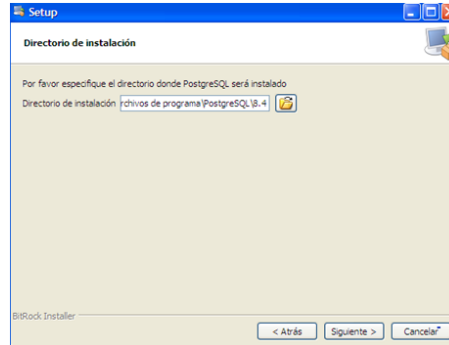 Setup
Directorio de instalación
Por favor especifique el directorio donde PostgreSQL será instalado
Directorio de instalación rchivos de programa\PostgreSQL\8.4
BitRock Installer
< Atrás Siguiente > Cancelar